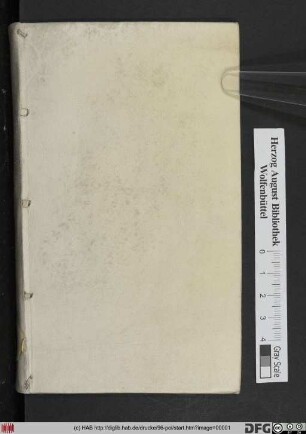 Herzog August Bibliothek
Wolfenbüttel
0 1 2 3 4
Gray Scale
(c) HAB http://diglib.hab.de/drucke/96-pol/start.htm?image=00001
DFG